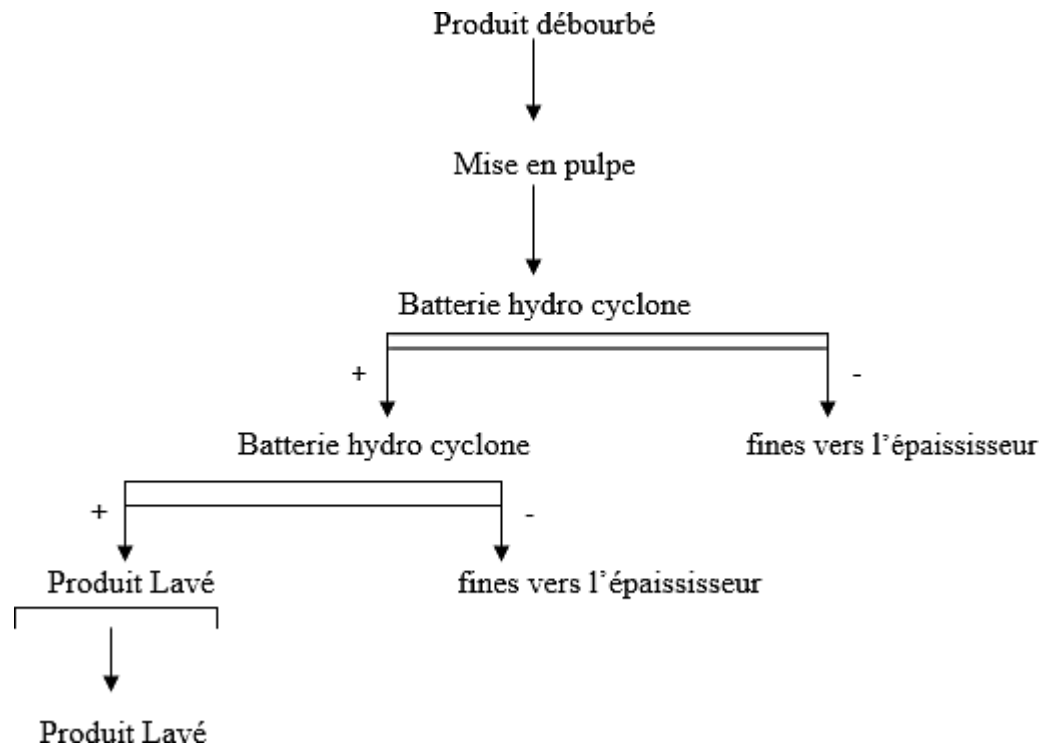 Produit débourbé
Mise en pulpe
Batterie hydro cyclone
+ -
Batterie hydro cyclone fines vers l'épaississeur
+ -
Produit Lavé fines vers l'épaississeur
Produit Lavé